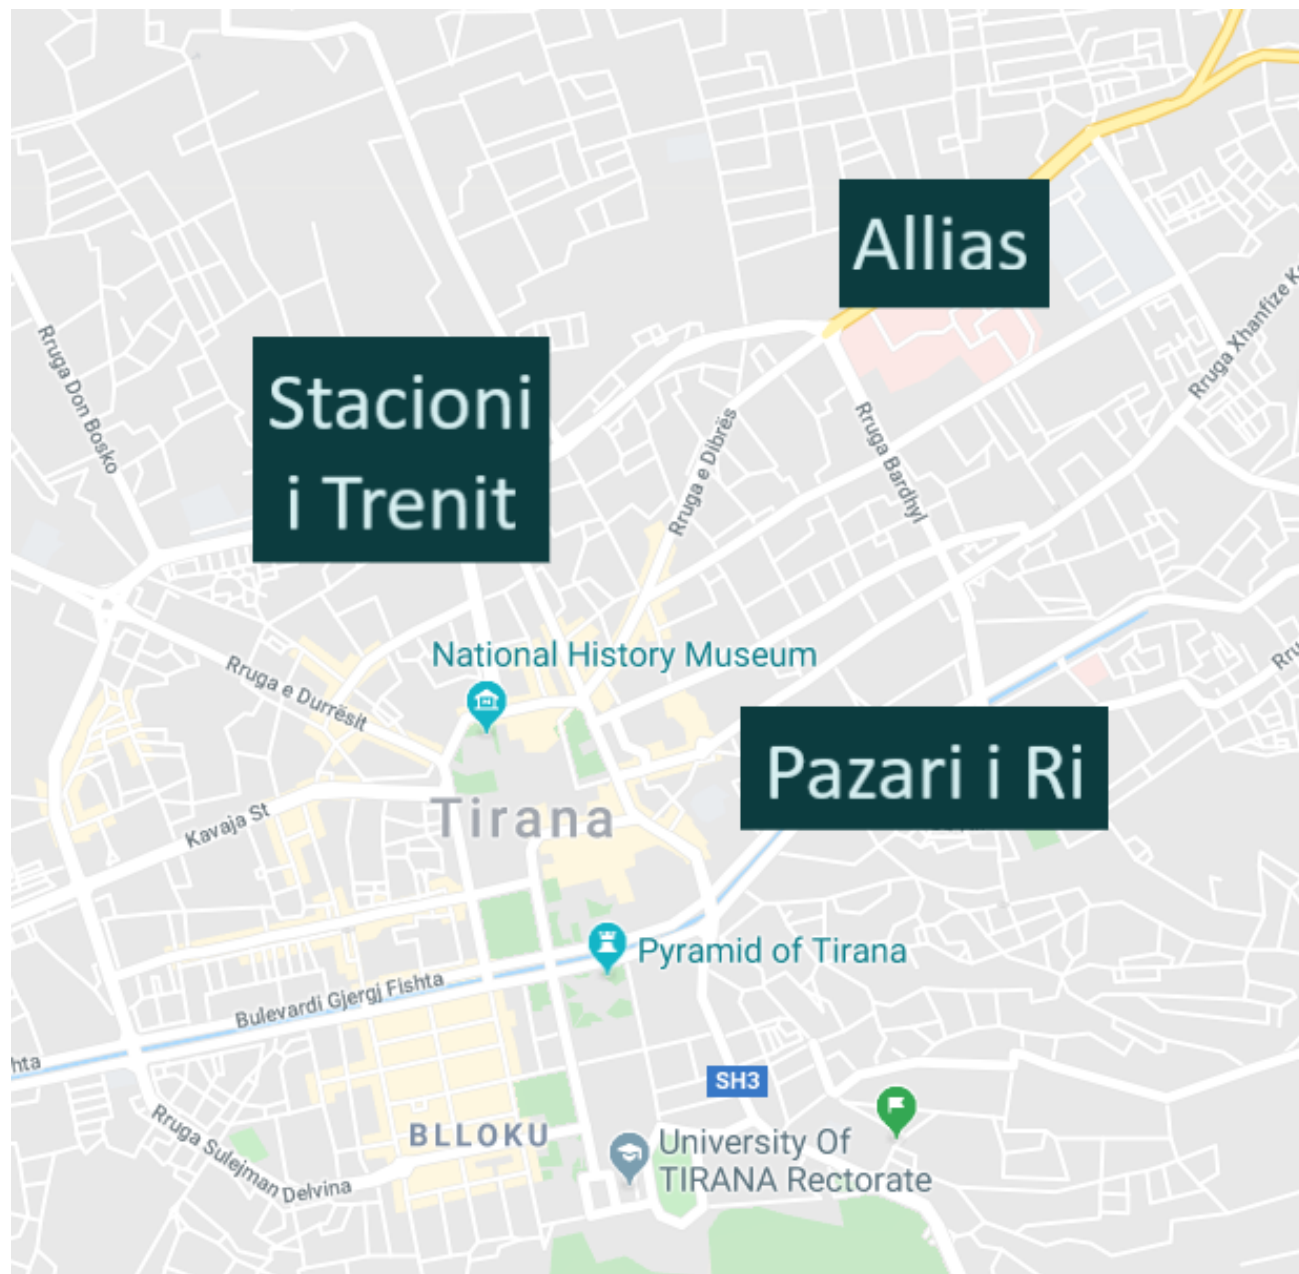 Allias
Rruga Xhanfize K
Rruga Don Bosko
Stacioni
i Trenit
Rruga e Dibrës
Rruga Bardhyl
National History Museum
Rruga e Durrësit
Rru
Pazari i Ri
Kavaja St
Tirana
Pyramid of Tirana
Bulevardi Gjergj Fishta
hta
SH3
Rruga Sulejman Delvina
BLLOKU
University Of
TIRANA Rectorate